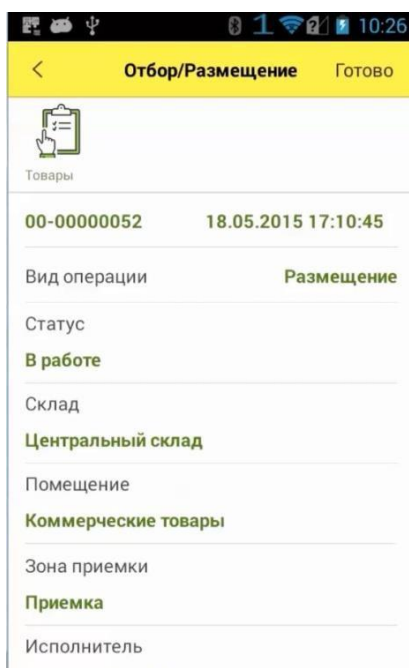 1 10:26
Отбор/Размещение Готово
Товары
00-00000052 18.05.2015 17:10:45
Вид операции Размещение
Статус
В работе
Склад
Центральный склад
Помещение
Коммерческие товары
Зона приемки
Приемка
Исполнитель